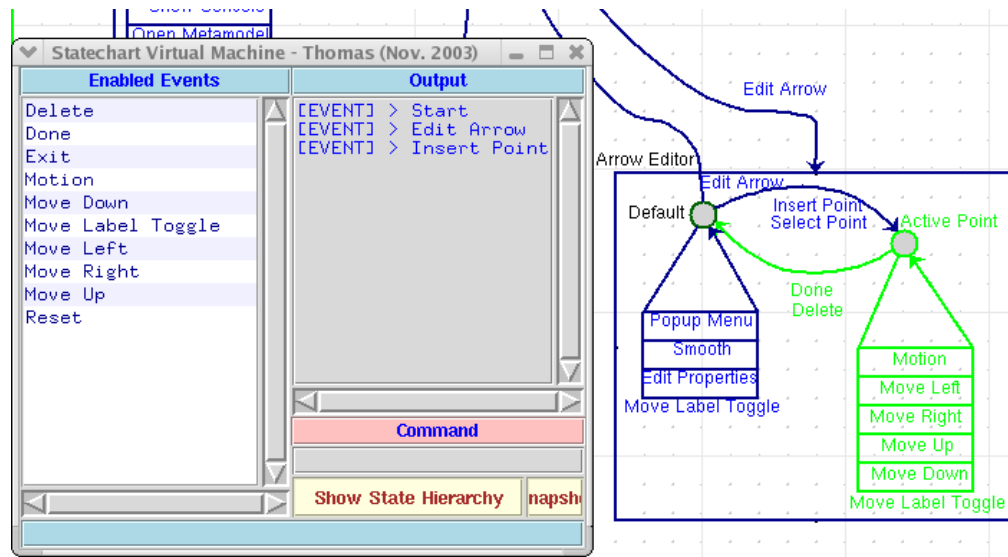 Show Console
Open Metamodel
Statechart Virtual Machine - Thomas (Nov. 2003)
Enabled Events
Delete
Done
Exit
Motion
Move Down
Move Label Toggle
Move Left
Move Right
Move Up
Reset
Output
[EVENT] > Start
[EVENT] > Edit Arrow
[EVENT] > Insert Point
Command
Show State Hierarchy
napsh
Edit Arrow
Arrow Editor
Edit Arrow
Default
Insert Point
Select Point
Active Point
Done
Delete
Popup Menu
Smooth
Edit Properties
Move Label Toggle
Motion
Move Left
Move Right
Move Up
Move Down
Move Label Toggle